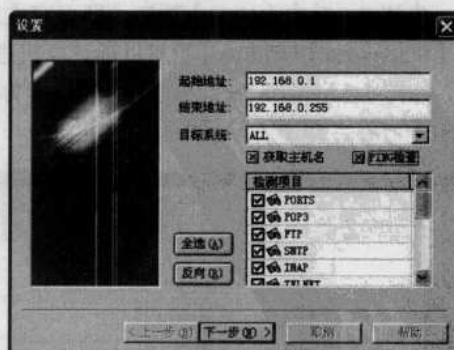 设置
起始地址: 192.168.0.1
结束地址: 192.168.0.255
目标系统: ALL
获取主机名 PING检查
检测项目
PORTS
POP3
FTP
SMTP
IMAP
TELNET
全选(A)
反向(R)
<上一步(B) 下一步(N)> 取消 帮助